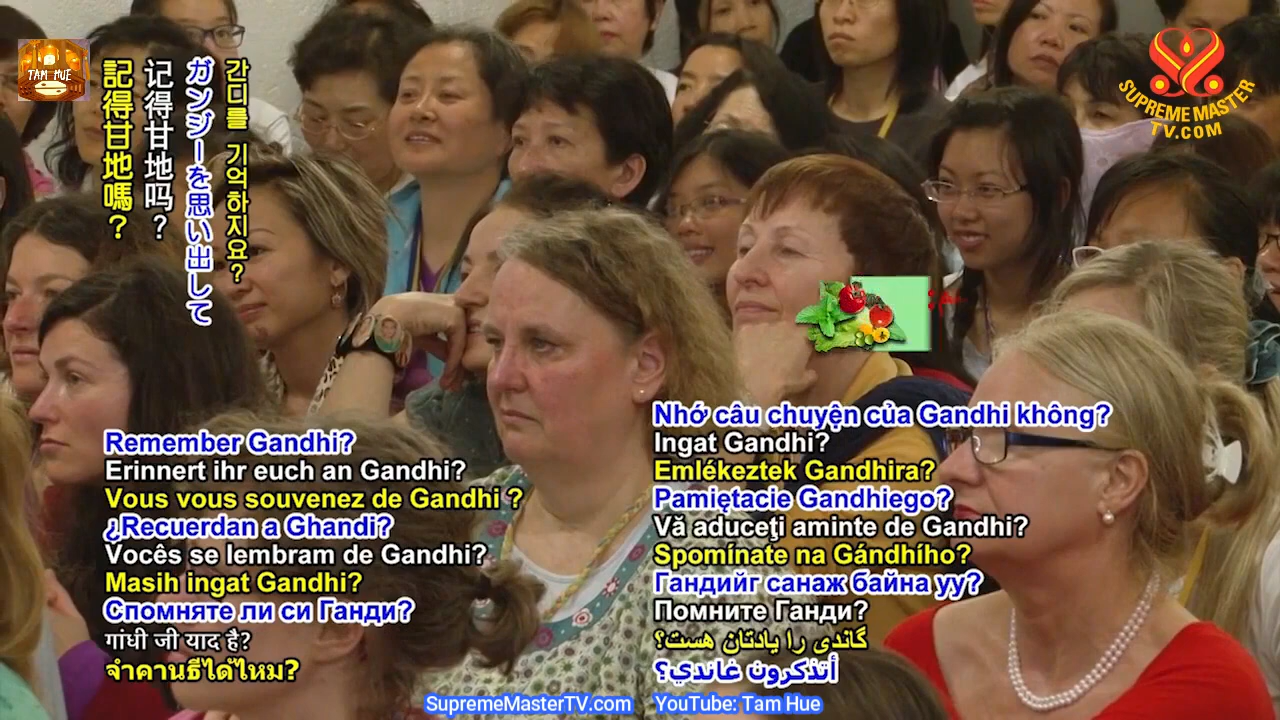 TAM HUE
記得甘地嗎？
记得甘地吗？
ガンジーを思い出して
간디를 기억하지요?
SUPREME MASTER
TV.COM
Remember Gandhi?
Erinnert ihr euch an Gandhi?
Vous vous souvenez de Gandhi ?
¿Recuerdan a Ghandi?
Vocês se lembram de Gandhi?
Masih ingat Gandhi?
Спомняте ли си Ганди?
गांधी जी याद है?
จำคานธีได้ไหม?
Nhớ câu chuyện của Gandhi không?
Ingat Gandhi?
Emlékeztek Gandhira?
Pamiętacie Gandhiego?
Vă aduceţi aminte de Gandhi?
Spomínate na Gándhího?
Гандийг санаж байна уу?
Помните Ганди?
گاندی را یادتان هست؟
أتذكرون غاندي؟
SupremeMasterTV.com
YouTube: Tam Hue